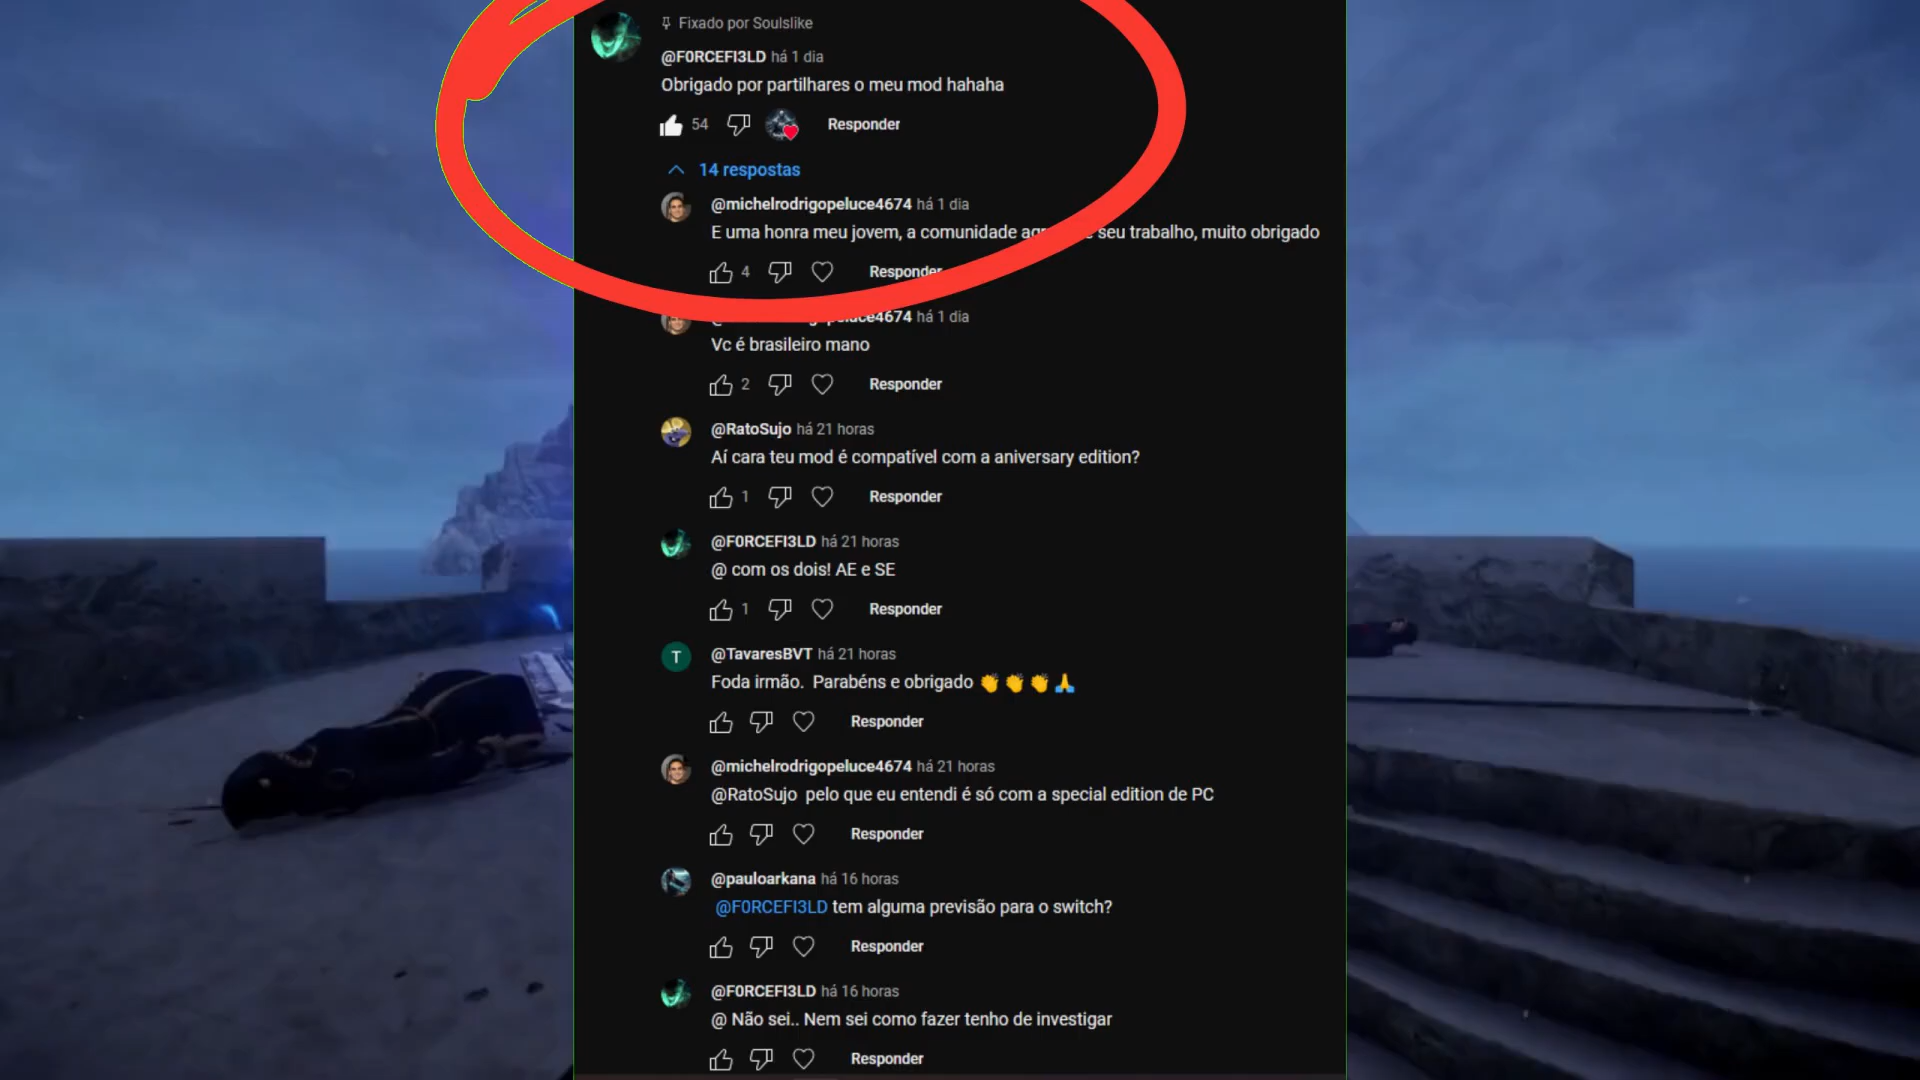 Fixado por Soulslike
@F0RCEFI3LD há 1 dia
Obrigado por partilhares o meu mod hahaha
54 Responder
14 respostas
@michelrodrigopeluce4674 há 1 dia
E uma honra meu jovem, a comunidade seu trabalho, muito obrigado
4 Responder
há 1 dia
Vc é brasileiro mano
2 Responder
@RatoSujo há 21 horas
Aí cara teu mod é compatível com a aniversary edition?
1 Responder
@F0RCEFI3LD há 21 horas
@ com os dois! AE e SE
1 Responder
@TavaresBVT há 21 horas
T
Foda irmão. Parabéns e obrigado 👏👏👏🙏
Responder
@michelrodrigopeluce4674 há 21 horas
@RatoSujo pelo que eu entendi é só com a special edition de PC
Responder
@pauloarkana há 16 horas
@F0RCEFI3LD tem alguma previsão para o switch?
Responder
@F0RCEFI3LD há 16 horas
@ Não sei.. Nem sei como fazer tenho de investigar
Responder